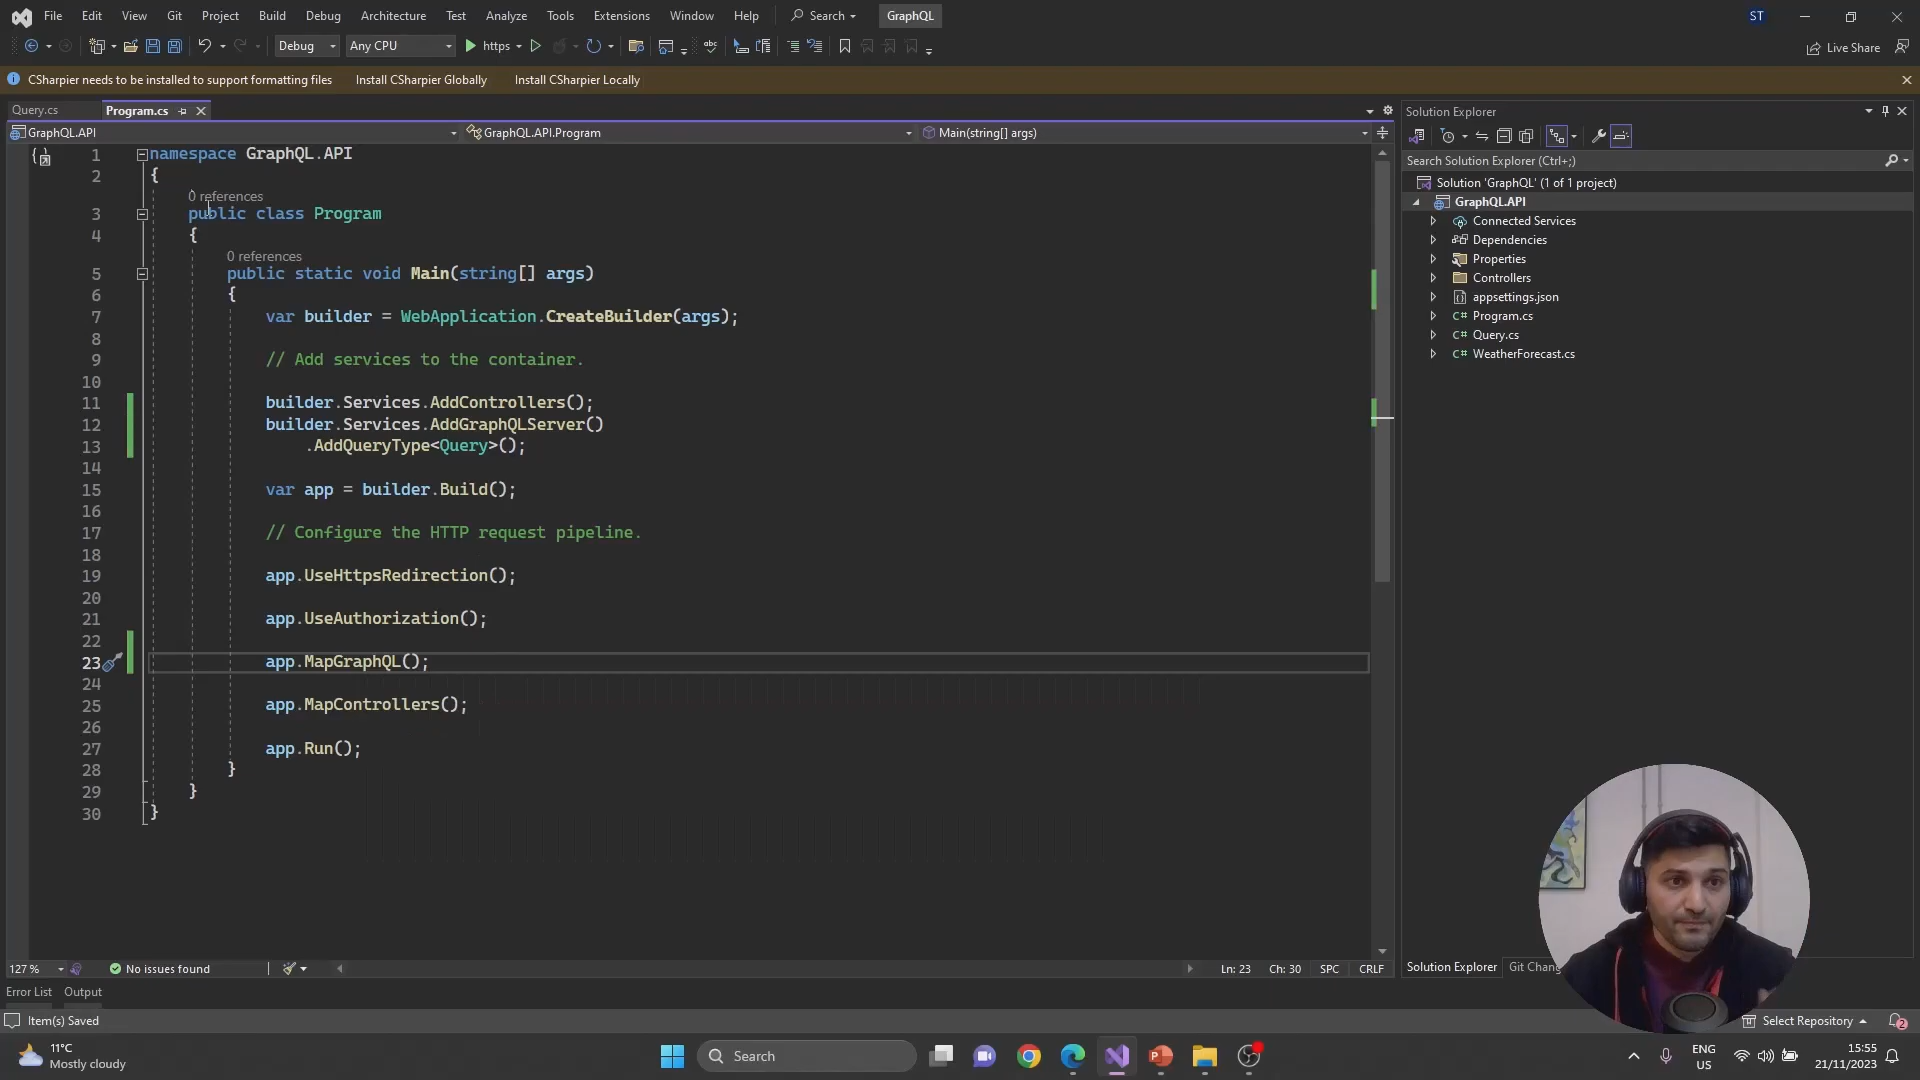 File Edit View Git Project Build Debug Architecture Test Analyze Tools Extensions Window Help Search GraphQL ST
Debug Any CPU https Live Share
CSharpier needs to be installed to support formatting files Install CSharpier Globally Install CSharpier Locally
Query.cs Program.cs
GraphQL.API GraphQL.API.Program Main(string[] args)
1 namespace GraphQL.API
2 {
0 references
3 public class Program
4 {
0 references
5 public static void Main(string[] args)
6 {
7 var builder = WebApplication.CreateBuilder(args);
8
9 // Add services to the container.
10
11 builder.Services.AddControllers();
12 builder.Services.AddGraphQLServer()
13 .AddQueryType<Query>();
14
15 var app = builder.Build();
16
17 // Configure the HTTP request pipeline.
18
19 app.UseHttpsRedirection();
20
21 app.UseAuthorization();
22
23 app.MapGraphQL();
24
25 app.MapControllers();
26
27 app.Run();
28 }
29 }
30 }
Solution Explorer
Search Solution Explorer (Ctrl+;)
Solution 'GraphQL' (1 of 1 project)
GraphQL.API
Connected Services
Dependencies
Properties
Controllers
appsettings.json
C# Program.cs
C# Query.cs
C# WeatherForecast.cs
127 % No issues found Ln: 23 Ch: 30 SPC CRLF
Solution Explorer Git Chang
Error List Output
Item(s) Saved Select Repository 2
11°C
Mostly cloudy
Search
ENG
US
15:55
21/11/2023